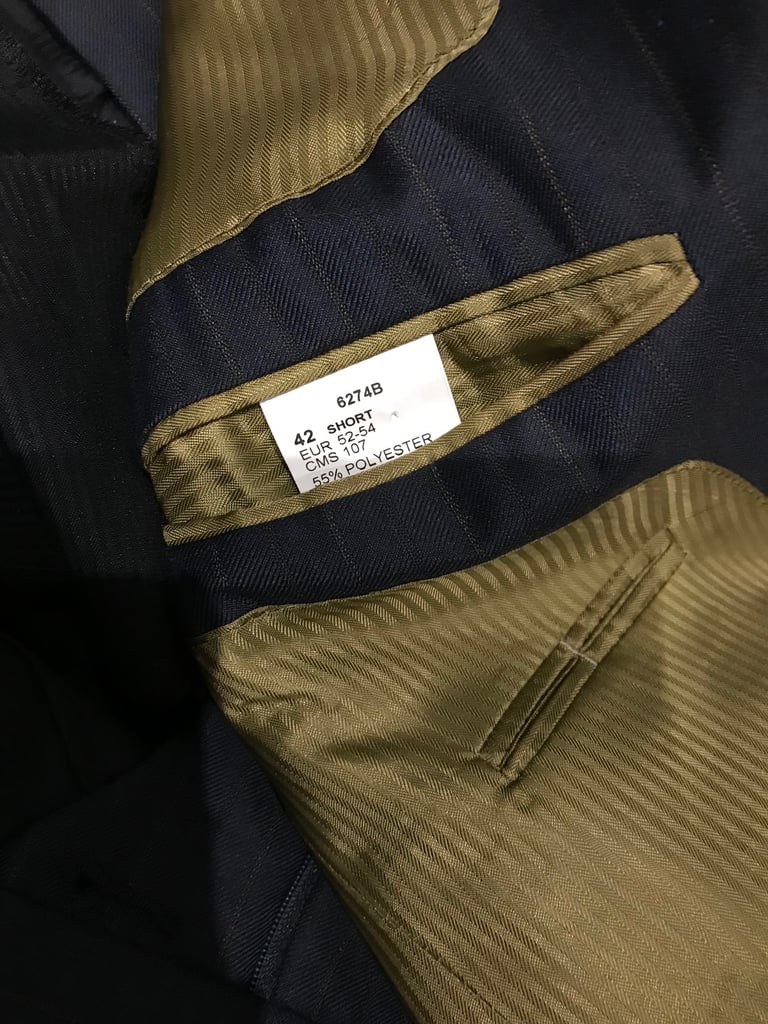 6274B
42 SHORT
EUR 52-54
CMS 107
55% POLYESTER